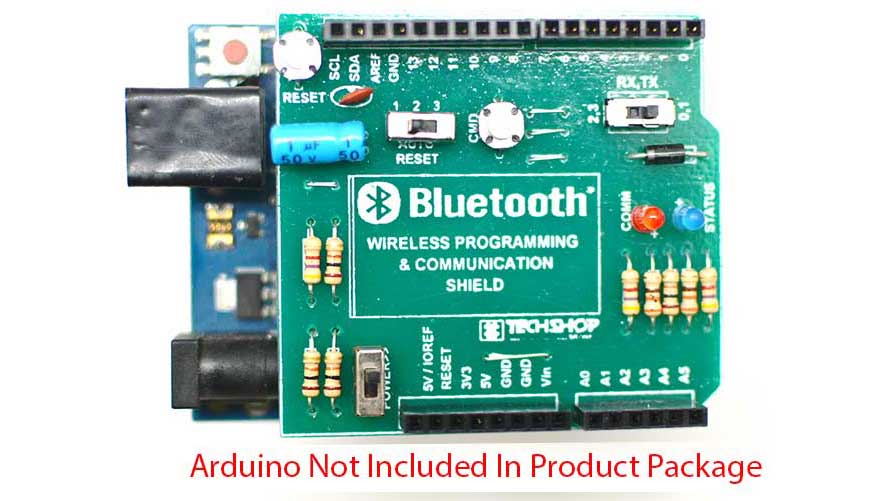 SCL
SDA
AREF
GND
13
12
11
10
9
8
7
6
5
4
3
2
1
0
RESET
1 2 3
RESET
CMD
RX,TX
2,3
0,1
1 µF
50 v
1
50
Bluetooth
WIRELESS PROGRAMMING
& COMMUNICATION
SHIELD
COMM
STATUS
+
+
TECHSHOP
5V / IOREF
RESET
3V3
5V
GND
GND
Vin
A0
A1
A2
A3
A4
A5
Arduino Not Included In Product Package